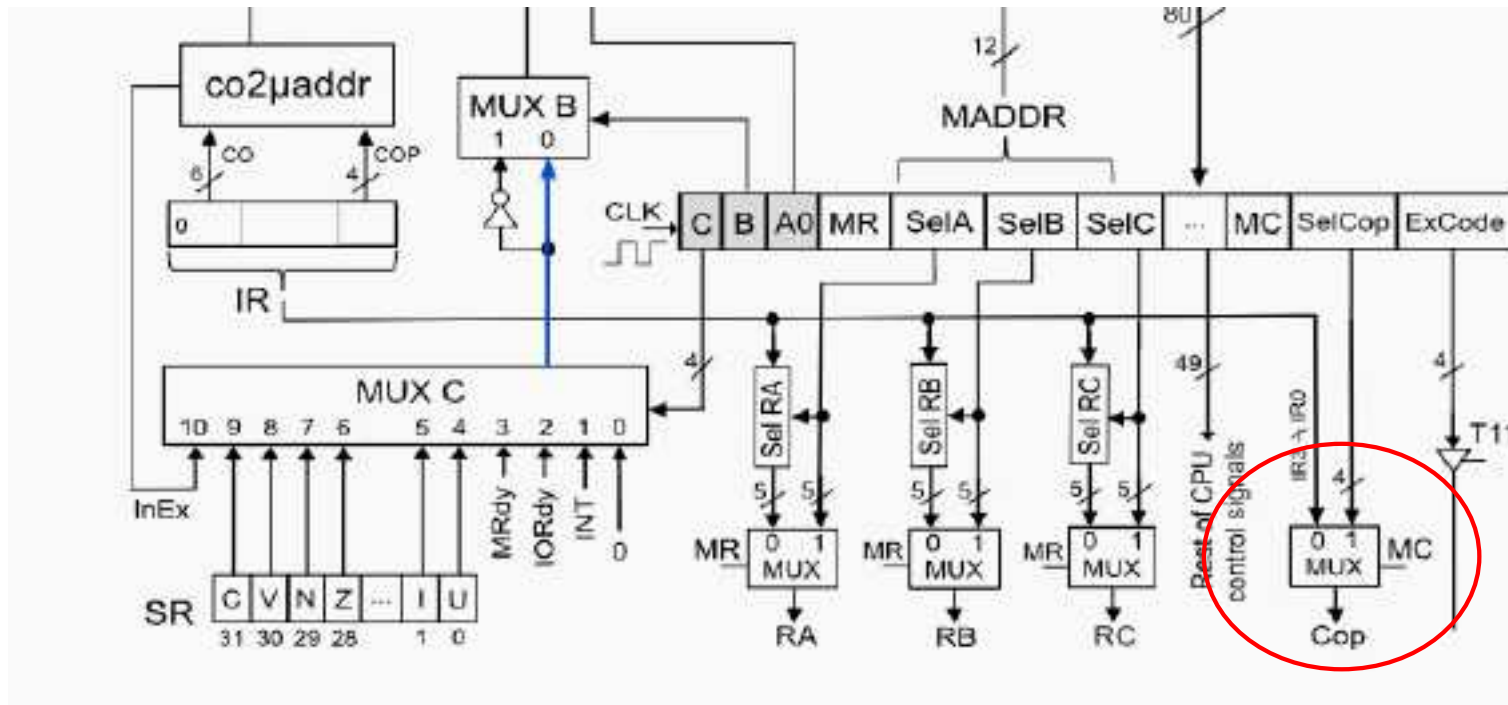 80
12
co2µaddr
MUX B
1 0
MADDR
CO
COP
6
4
0
CLK
C B A0 MR SelA SelB SelC ... MC SelCop ExCode
IR
4
MUX C
10 9 8 7 6 5 4 3 2 1 0
Sel RA
Sel RB
Sel RC
49
4
T11
IR3 -> IR0
InEx
MRdy
IORdy
INT
0
5 5
5 5
5 5
4
Rest of CPU
control signals
MR 0 1 MUX
MR 0 1 MUX
MR 0 1 MUX
0 1 MUX MC
SR C V N Z ... I U
31 30 29 28 1 0
RA
RB
RC
Cop